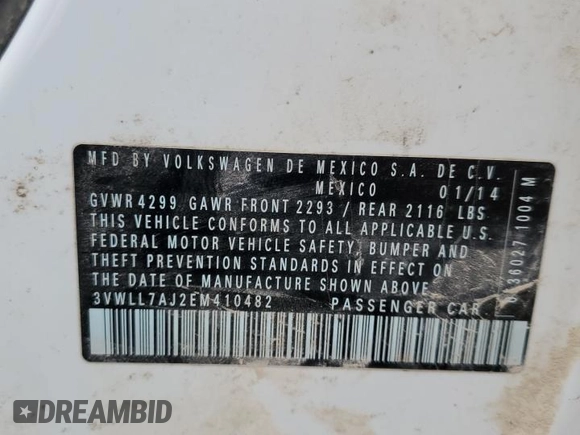 MFD BY VOLKSWAGEN DE MEXICO S.A. DE C.V.
MEXICO 01/14
GVWR 4299 GAWR FRONT 2293 / REAR 2116 LBS
THIS VEHICLE CONFORMS TO ALL APPLICABLE U.S.
FEDERAL MOTOR VEHICLE SAFETY, BUMPER AND
THEFT PREVENTION STANDARDS IN EFFECT ON
THE DATE OF MANUFACTURE SHOWN ABOVE.
3VWLL7AJ2EM410482 PASSENGER CAR
1004 M
DREAMBID